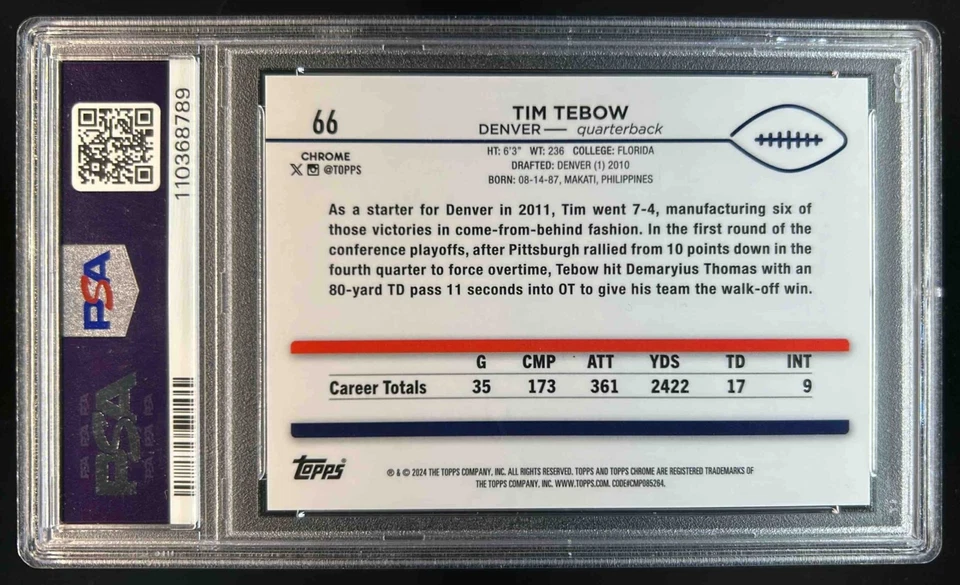 110368789
PSA
PSA
66
TIM TEBOW
DENVER— quarterback
CHROME
X @TOPPS
HT: 6'3" WT: 236 COLLEGE: FLORIDA
DRAFTED: DENVER (1) 2010
BORN: 08-14-87, MAKATI, PHILIPPINES
As a starter for Denver in 2011, Tim went 7-4, manufacturing six of
those victories in come-from-behind fashion. In the first round of the
conference playoffs, after Pittsburgh rallied from 10 points down in the
fourth quarter to force overtime, Tebow hit Demaryius Thomas with an
80-yard TD pass 11 seconds into OT to give his team the walk-off win.
G CMP ATT YDS TD INT
Career Totals 35 173 361 2422 17 9
Topps
® & © 2024 THE TOPPS COMPANY, INC. ALL RIGHTS RESERVED. TOPPS AND TOPPS CHROME ARE REGISTERED TRADEMARKS OF
THE TOPPS COMPANY, INC. WWW.TOPPS.COM. CODE#CMP085264.